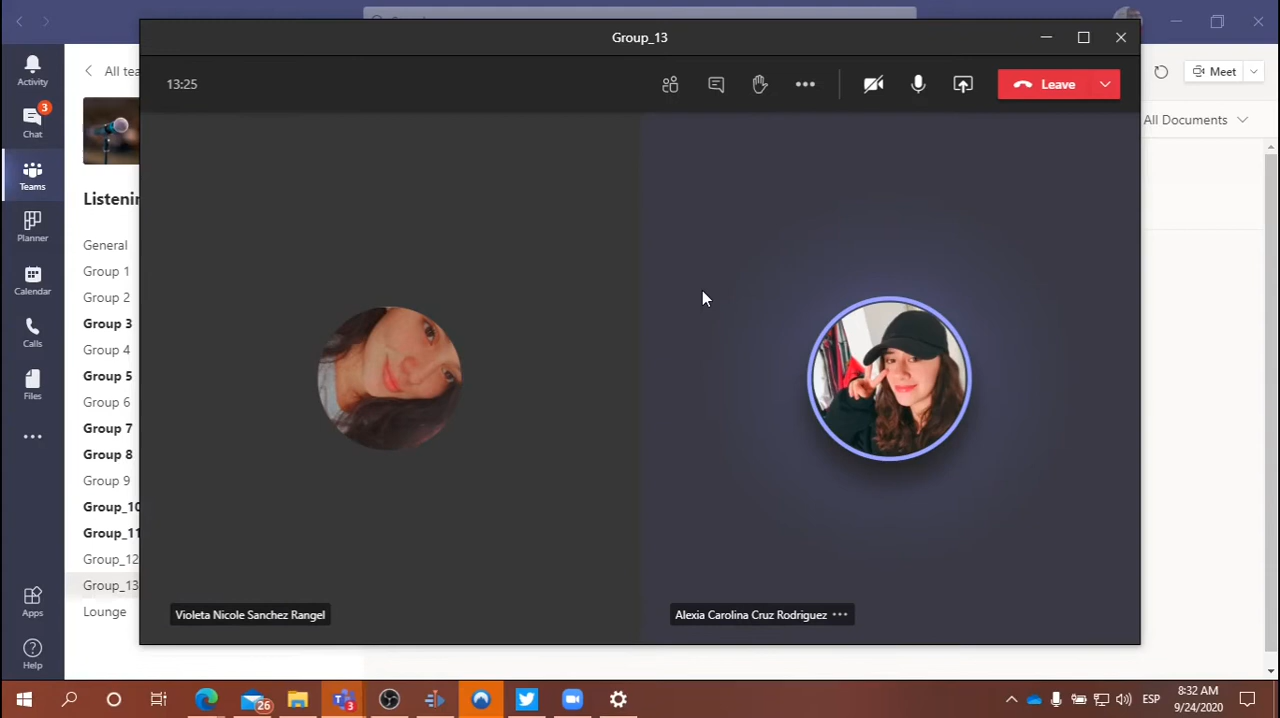 Group_13
13:25
Leave
Activity
3
Chat
Teams
Planner
Calendar
Calls
Files
Apps
Help
All tea
Meet
All Documents
Listenin
General
Group 1
Group 2
Group 3
Group 4
Group 5
Group 6
Group 7
Group 8
Group 9
Group_10
Group_11
Group_12
Group_13
Lounge
Violeta Nicole Sanchez Rangel
Alexia Carolina Cruz Rodriguez
26
3
ESP
8:32 AM
9/24/2020